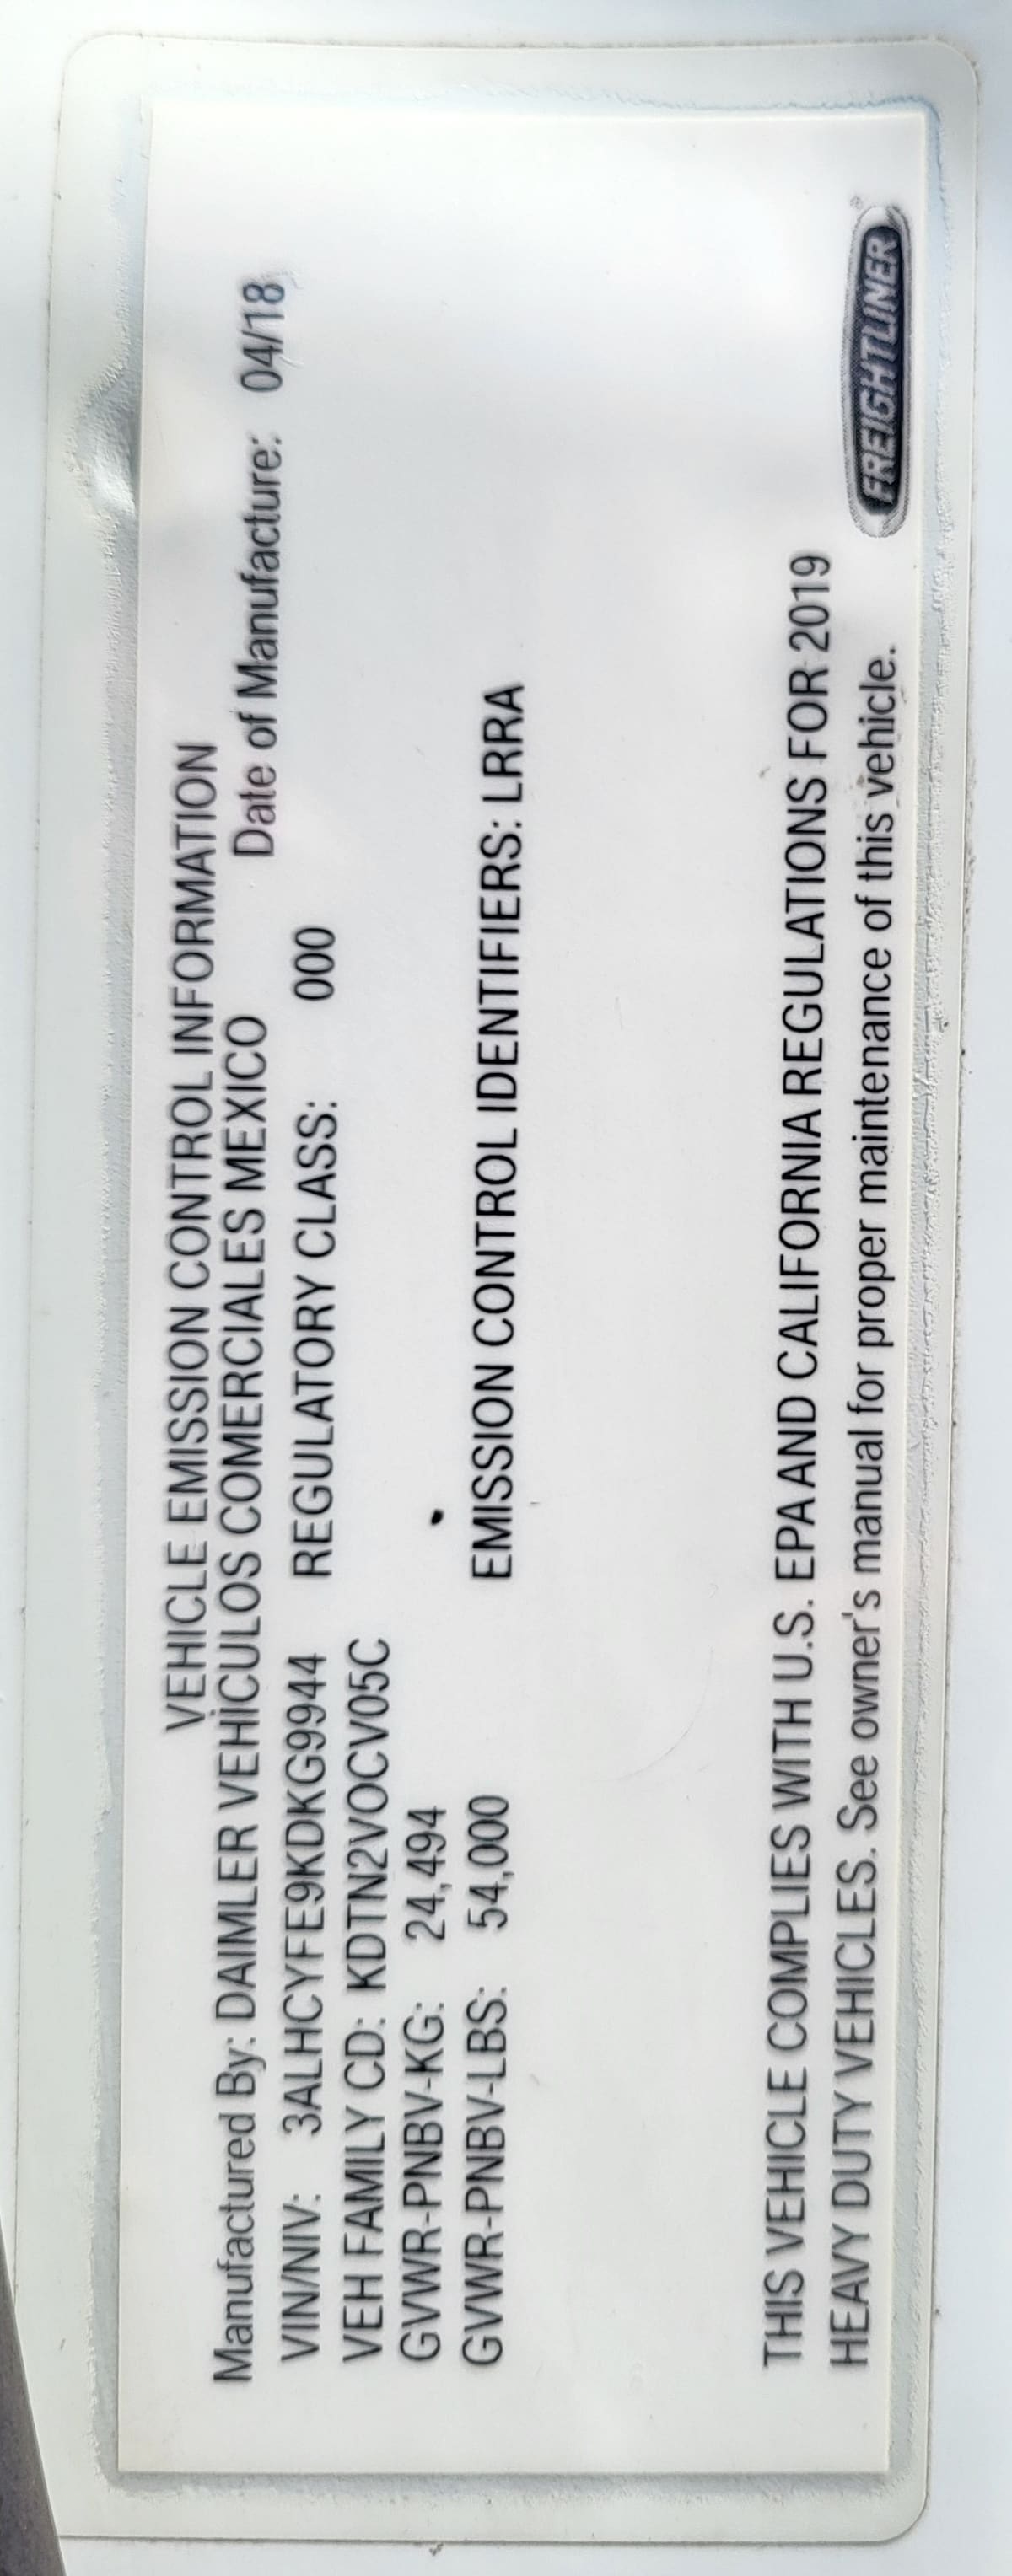 VEHICLE EMISSION CONTROL INFORMATION
Manufactured By: DAIMLER VEHICULOS COMERCIALES MEXICO Date of Manufacture: 04/18
VIN/NIV: 3ALHCYFE9KDKG9944 REGULATORY CLASS: 000
VEH FAMILY CD: KDTN2VOCV05C
GVWR-PNBV-KG: 24,494
GVWR-PNBV-LBS: 54,000 EMISSION CONTROL IDENTIFIERS: LRRA
THIS VEHICLE COMPLIES WITH U.S. EPA AND CALIFORNIA REGULATIONS FOR 2019
HEAVY DUTY VEHICLES. See owner's manual for proper maintenance of this vehicle.
FREIGHTLINER®